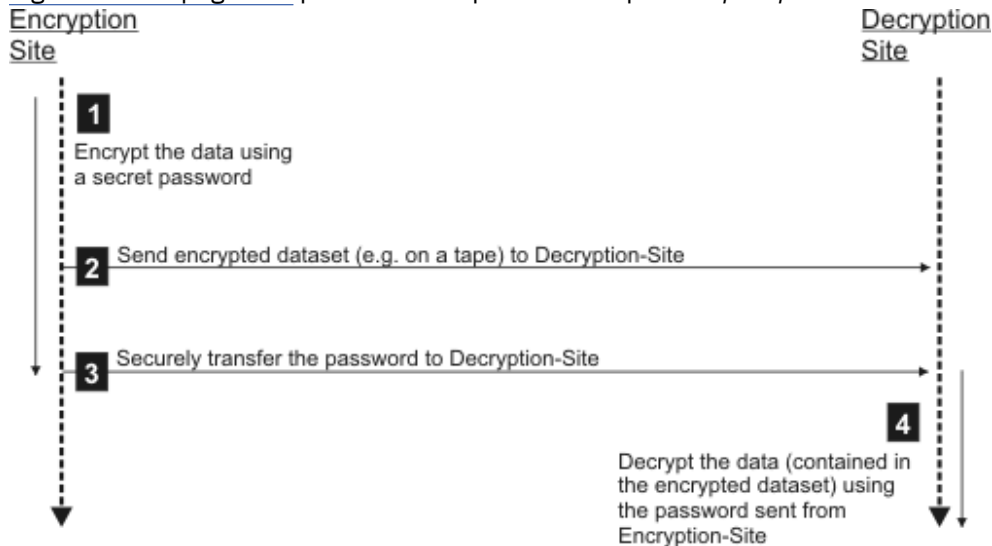 Encryption
Site
Decryption
Site
1
Encrypt the data using
a secret password
2
Send encrypted dataset (e.g. on a tape) to Decryption-Site
3
Securely transfer the password to Decryption-Site
4
Decrypt the data (contained in
the encrypted dataset) using
the password sent from
Encryption-Site